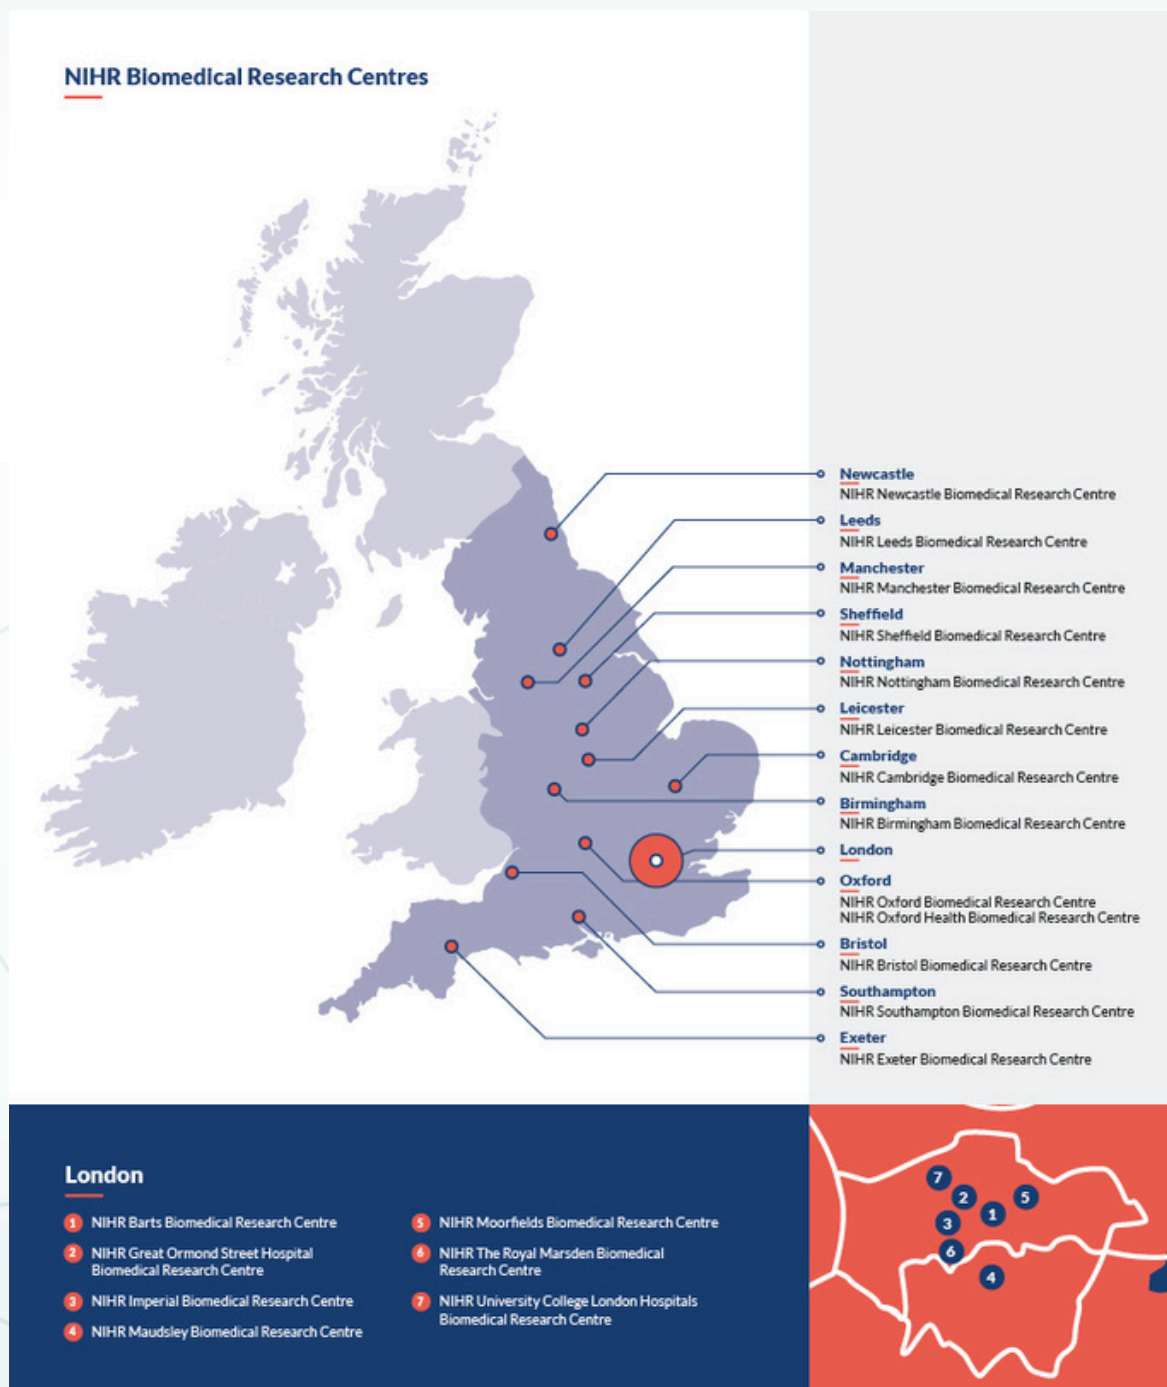 NIHR Biomedical Research Centres
Newcastle
NIHR Newcastle Biomedical Research Centre
Leeds
NIHR Leeds Biomedical Research Centre
Manchester
NIHR Manchester Biomedical Research Centre
Sheffield
NIHR Sheffield Biomedical Research Centre
Nottingham
NIHR Nottingham Biomedical Research Centre
Leicester
NIHR Leicester Biomedical Research Centre
Cambridge
NIHR Cambridge Biomedical Research Centre
Birmingham
NIHR Birmingham Biomedical Research Centre
London
Oxford
NIHR Oxford Biomedical Research Centre
NIHR Oxford Health Biomedical Research Centre
Bristol
NIHR Bristol Biomedical Research Centre
Southampton
NIHR Southampton Biomedical Research Centre
Exeter
NIHR Exeter Biomedical Research Centre
London
1 NIHR Barts Biomedical Research Centre
2 NIHR Great Ormond Street Hospital
Biomedical Research Centre
3 NIHR Imperial Biomedical Research Centre
4 NIHR Maudsley Biomedical Research Centre
5 NIHR Moorfields Biomedical Research Centre
6 NIHR The Royal Marsden Biomedical
Research Centre
7 NIHR University College London Hospitals
Biomedical Research Centre
7
2
5
1
3
6
4